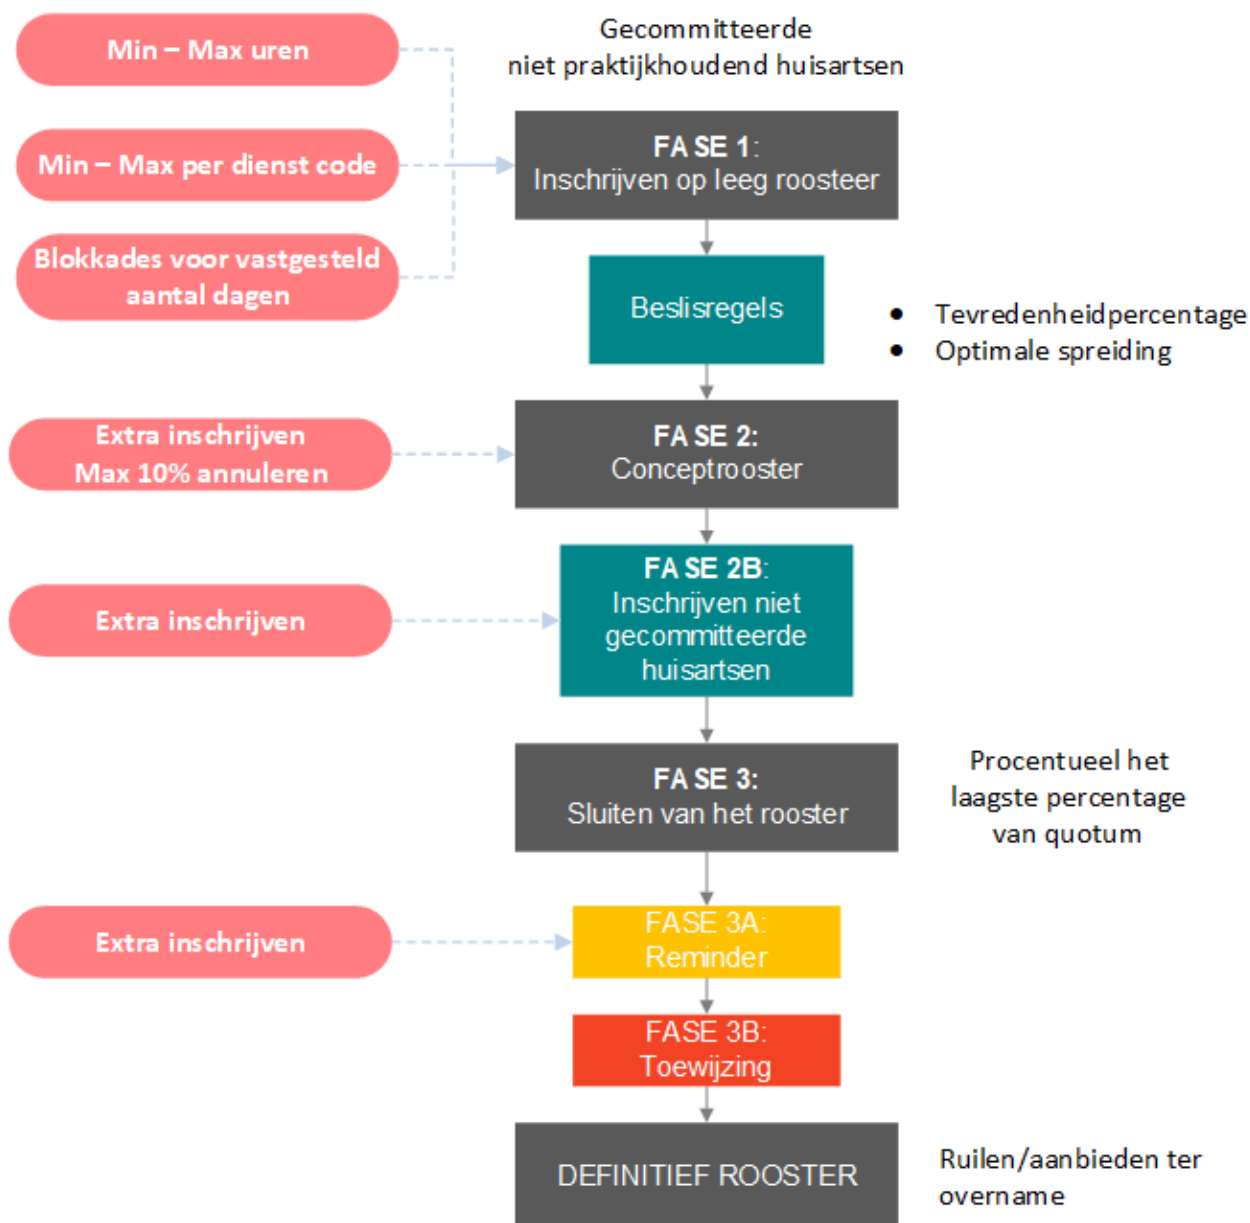 Gecommitteerde
niet praktijkhoudend huisartsen
Min – Max uren
Min – Max per dienst code
Blokkades voor vastgesteld
aantal dagen
FASE 1:
Inschrijven op leeg roosteer
Beslisregels
● Tevredenheidpercentage
● Optimale spreiding
Extra inschrijven
Max 10% annuleren
FASE 2:
Conceptrooster
Extra inschrijven
FASE 2B:
Inschrijven niet
gecommitteerde
huisartsen
FASE 3:
Sluiten van het rooster
Procentueel het
laagste percentage
van quotum
Extra inschrijven
FASE 3A:
Reminder
FASE 3B:
Toewijzing
DEFINITIEF ROOSTER
Ruilen/aanbieden ter
overname